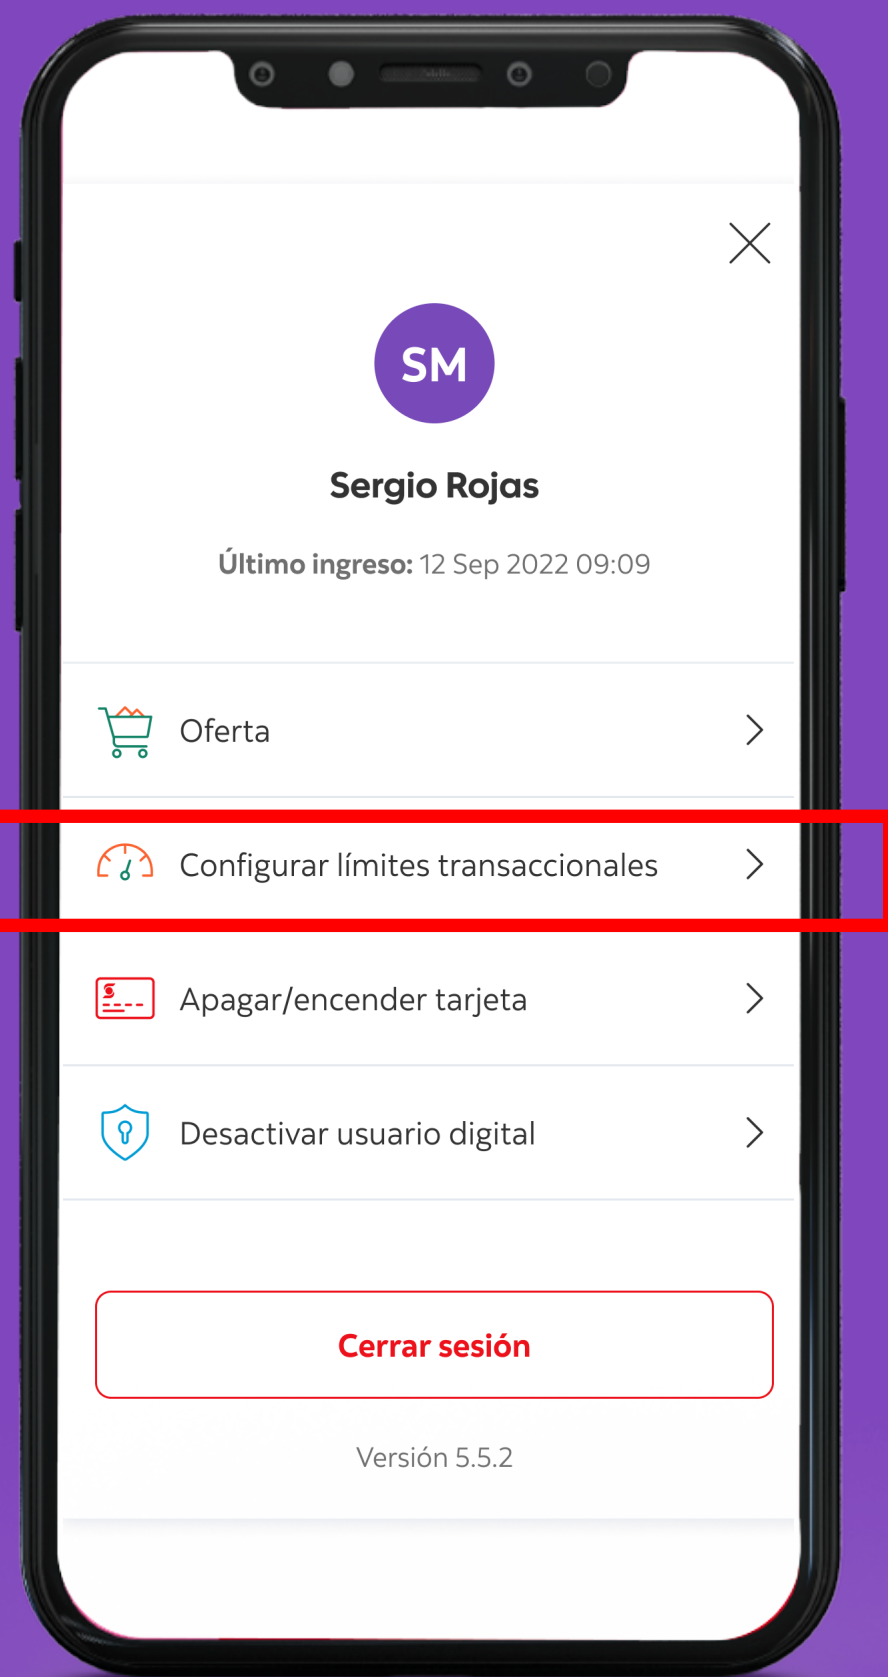 SM
Sergio Rojas
Último ingreso: 12 Sep 2022 09:09
Oferta
Configurar límites transaccionales
Apagar/encender tarjeta
Desactivar usuario digital
Cerrar sesión
Versión 5.5.2